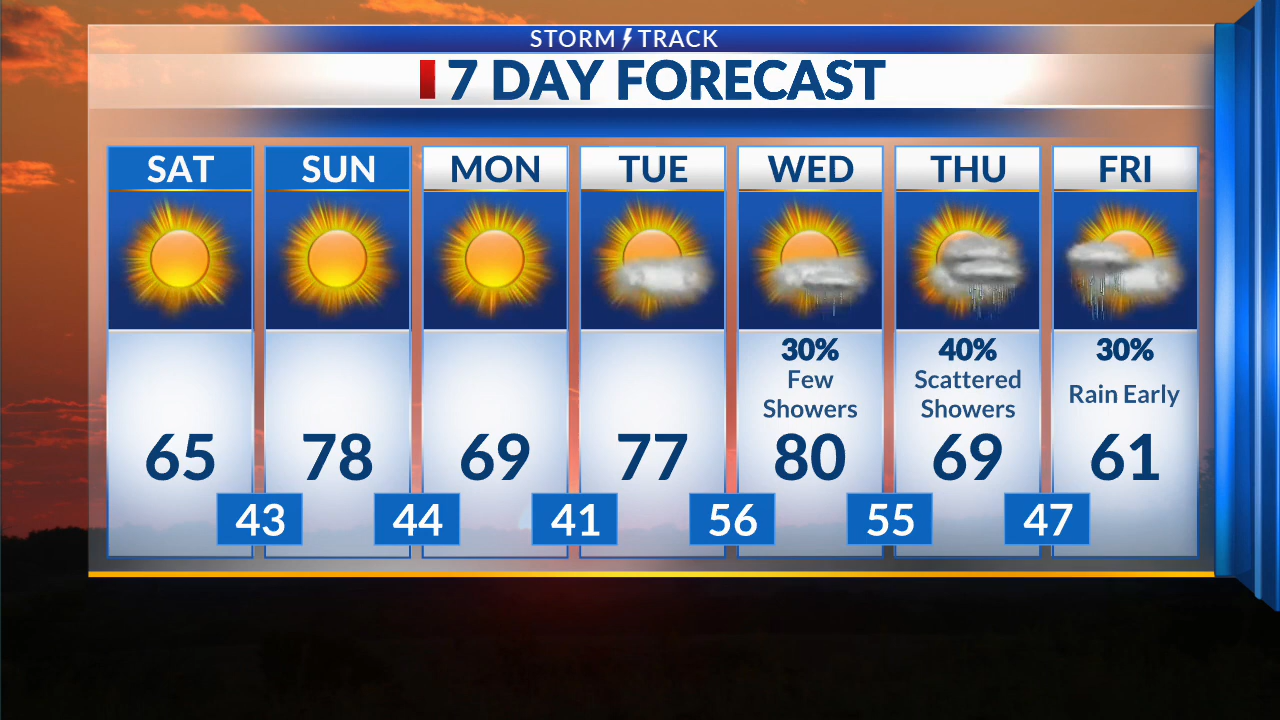 STORM TRACK
7 DAY FORECAST
SAT SUN MON TUE WED THU FRI
30% 40% 30%
Few Scattered Rain Early
Showers Showers
65 78 69 77 80 69 61
43 44 41 56 55 47